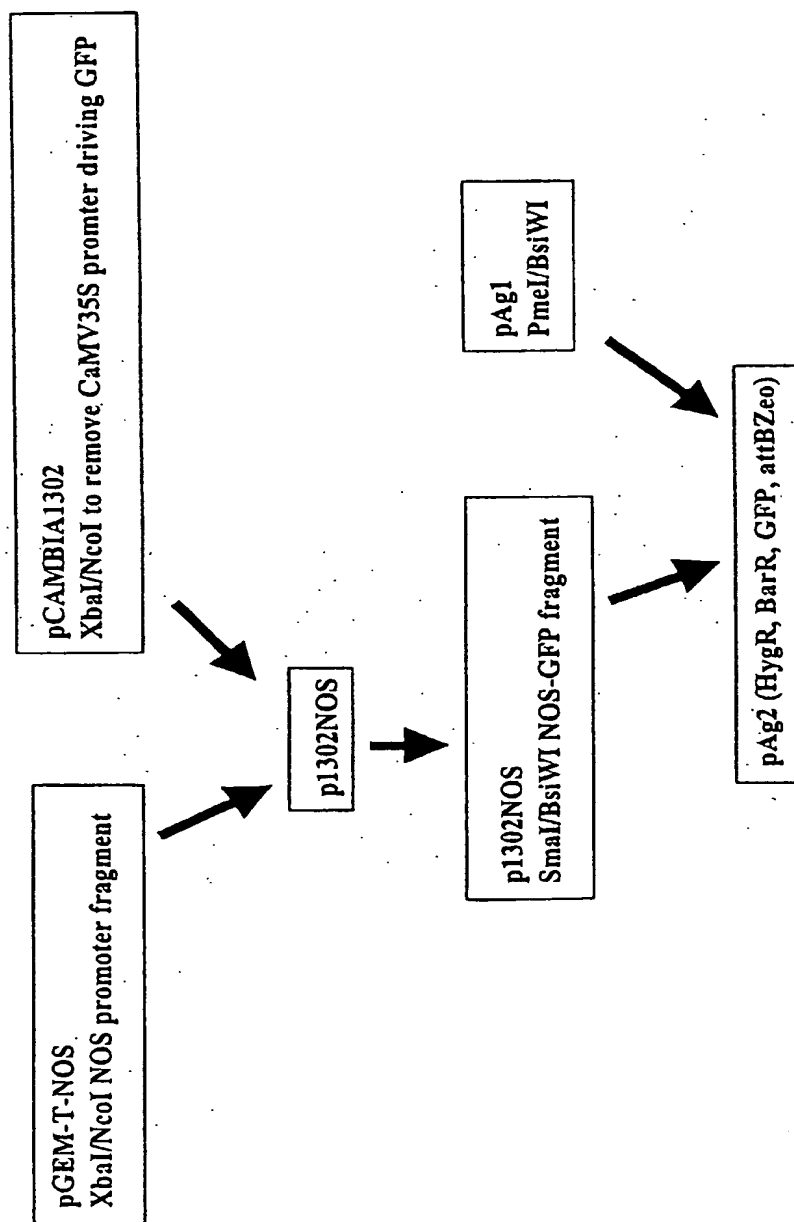 pGEM-T-NOS
XbaI/NcoI NOS promoter fragment
pCAMBIA1302
XbaI/NcoI to remove CaMV35S promter driving GFP
p1302NOS
p1302NOS
SmaI/BsiWI NOS-GFP fragment
pAg1
PmeI/BsiWI
pAg2 (HygR, BarR, GFP, attBZeo)